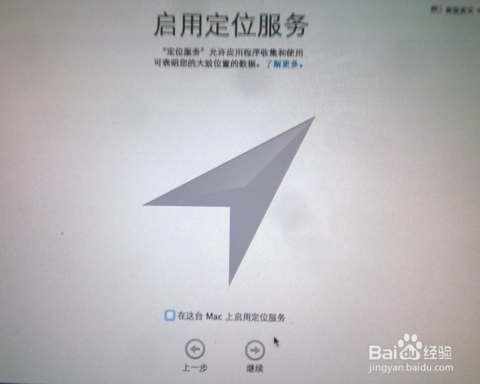 启用定位服务
“定位服务”允许应用程序收集和使用
可表明您的大致位置的数据。了解更多。
在这台 Mac 上启用定位服务
上一步
继续
Baidu 经验
jingyan.baidu.com